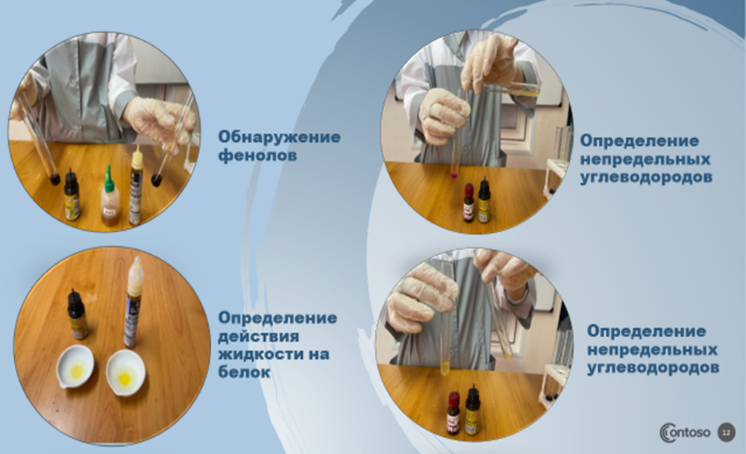 Обнаружение
фенолов
Определение
непредельных
углеводородов
Определение
действия
жидкости на
белок
Определение
непредельных
углеводородов
Contoso
12